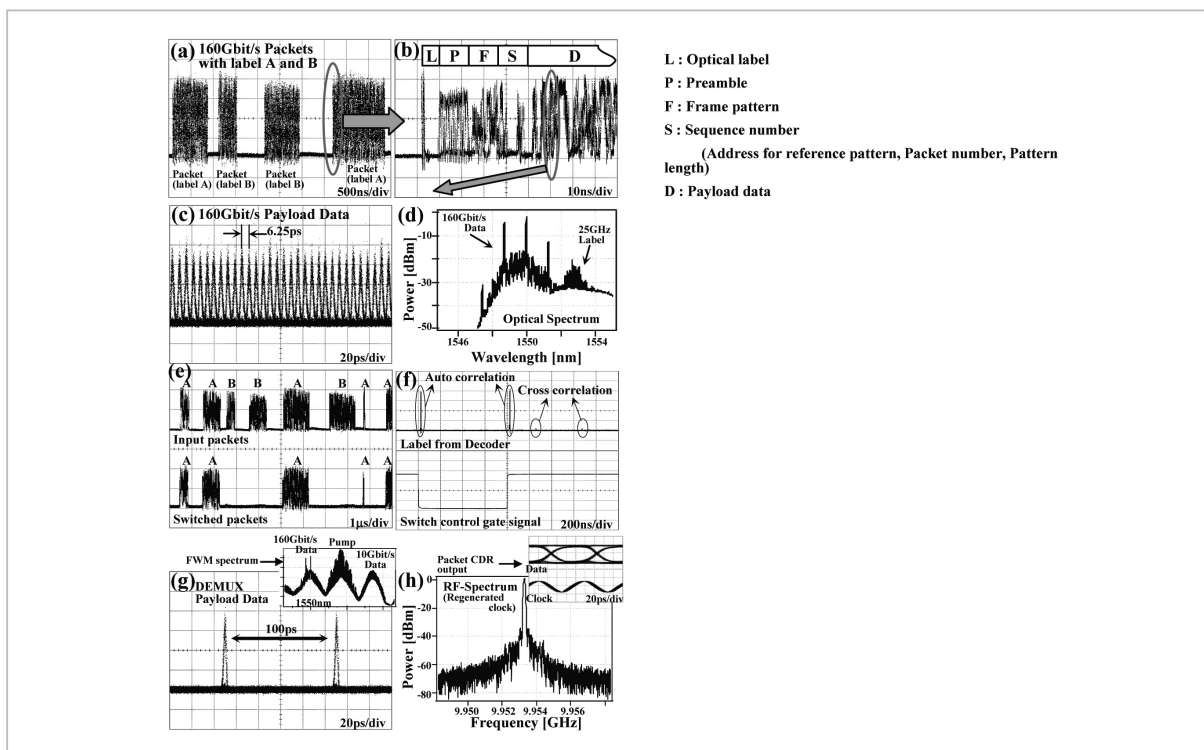 (a) 160Gbit/s Packets
with label A and B
Packet
(label A)
Packet
(label B)
Packet
(label B)
Packet
(label A)
500ns/div
(b)
L P F S D
10ns/div
L : Optical label
P : Preamble
F : Frame pattern
S : Sequence number
(Address for reference pattern, Packet number, Pattern
length)
D : Payload data
(c) 160Gbit/s Payload Data
6.25ps
20ps/div
(d)
160Gbit/s
Data
25GHz
Label
Power [dBm]
-10
-30
-50
Optical Spectrum
1546 1550 1554
Wavelength [nm]
(e)
A A B B A B A A
Input packets
A A A A A
Switched packets
1μs/div
(f)
Auto correlation
Cross correlation
Label from Decoder
Switch control gate signal
200ns/div
FWM spectrum
160Gbit/s
Data
Pump
10Gbit/s
Data
1550nm
(g) DEMUX
Payload Data
100ps
20ps/div
Packet CDR
output
Data
Clock
20ps/div
(h)
RF-Spectrum
(Regenerated
clock)
Power [dBm]
0
-40
-60
-80
9.950 9.952 9.954 9.956
Frequency [GHz]